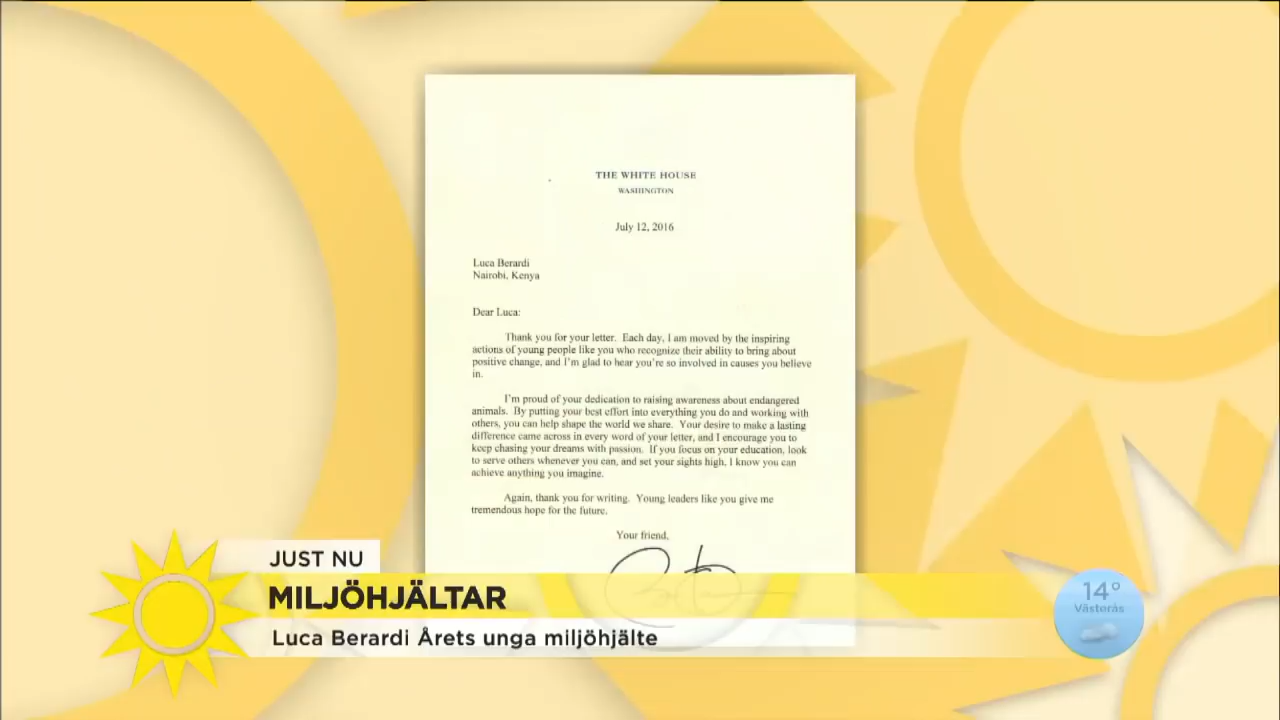 THE WHITE HOUSE
WASHINGTON
July 12, 2016
Luca Berardi
Nairobi, Kenya
Dear Luca:
Thank you for your letter. Each day, I am moved by the inspiring
actions of young people like you who recognize their ability to bring about
positive change, and I'm glad to hear you're so involved in causes you believe
in.
I'm proud of your dedication to raising awareness about endangered
animals. By putting your best effort into everything you do and working with
others, you can help shape the world we share. Your desire to make a lasting
difference came across in every word of your letter, and I encourage you to
keep chasing your dreams with passion. If you focus on your education, look
to serve others whenever you can, and set your sights high, I know you can
achieve anything you imagine.
Again, thank you for writing. Young leaders like you give me
tremendous hope for the future.
Your friend,
JUST NU
MILJÖHJÄLTAR
Luca Berardi Årets unga miljöhjälte
14°
Västerås